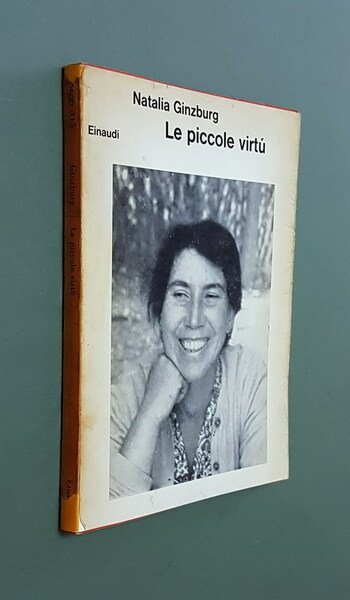 Natalia Ginzburg
Einaudi
Le piccole virtú
Ginzburg Le piccole virtú